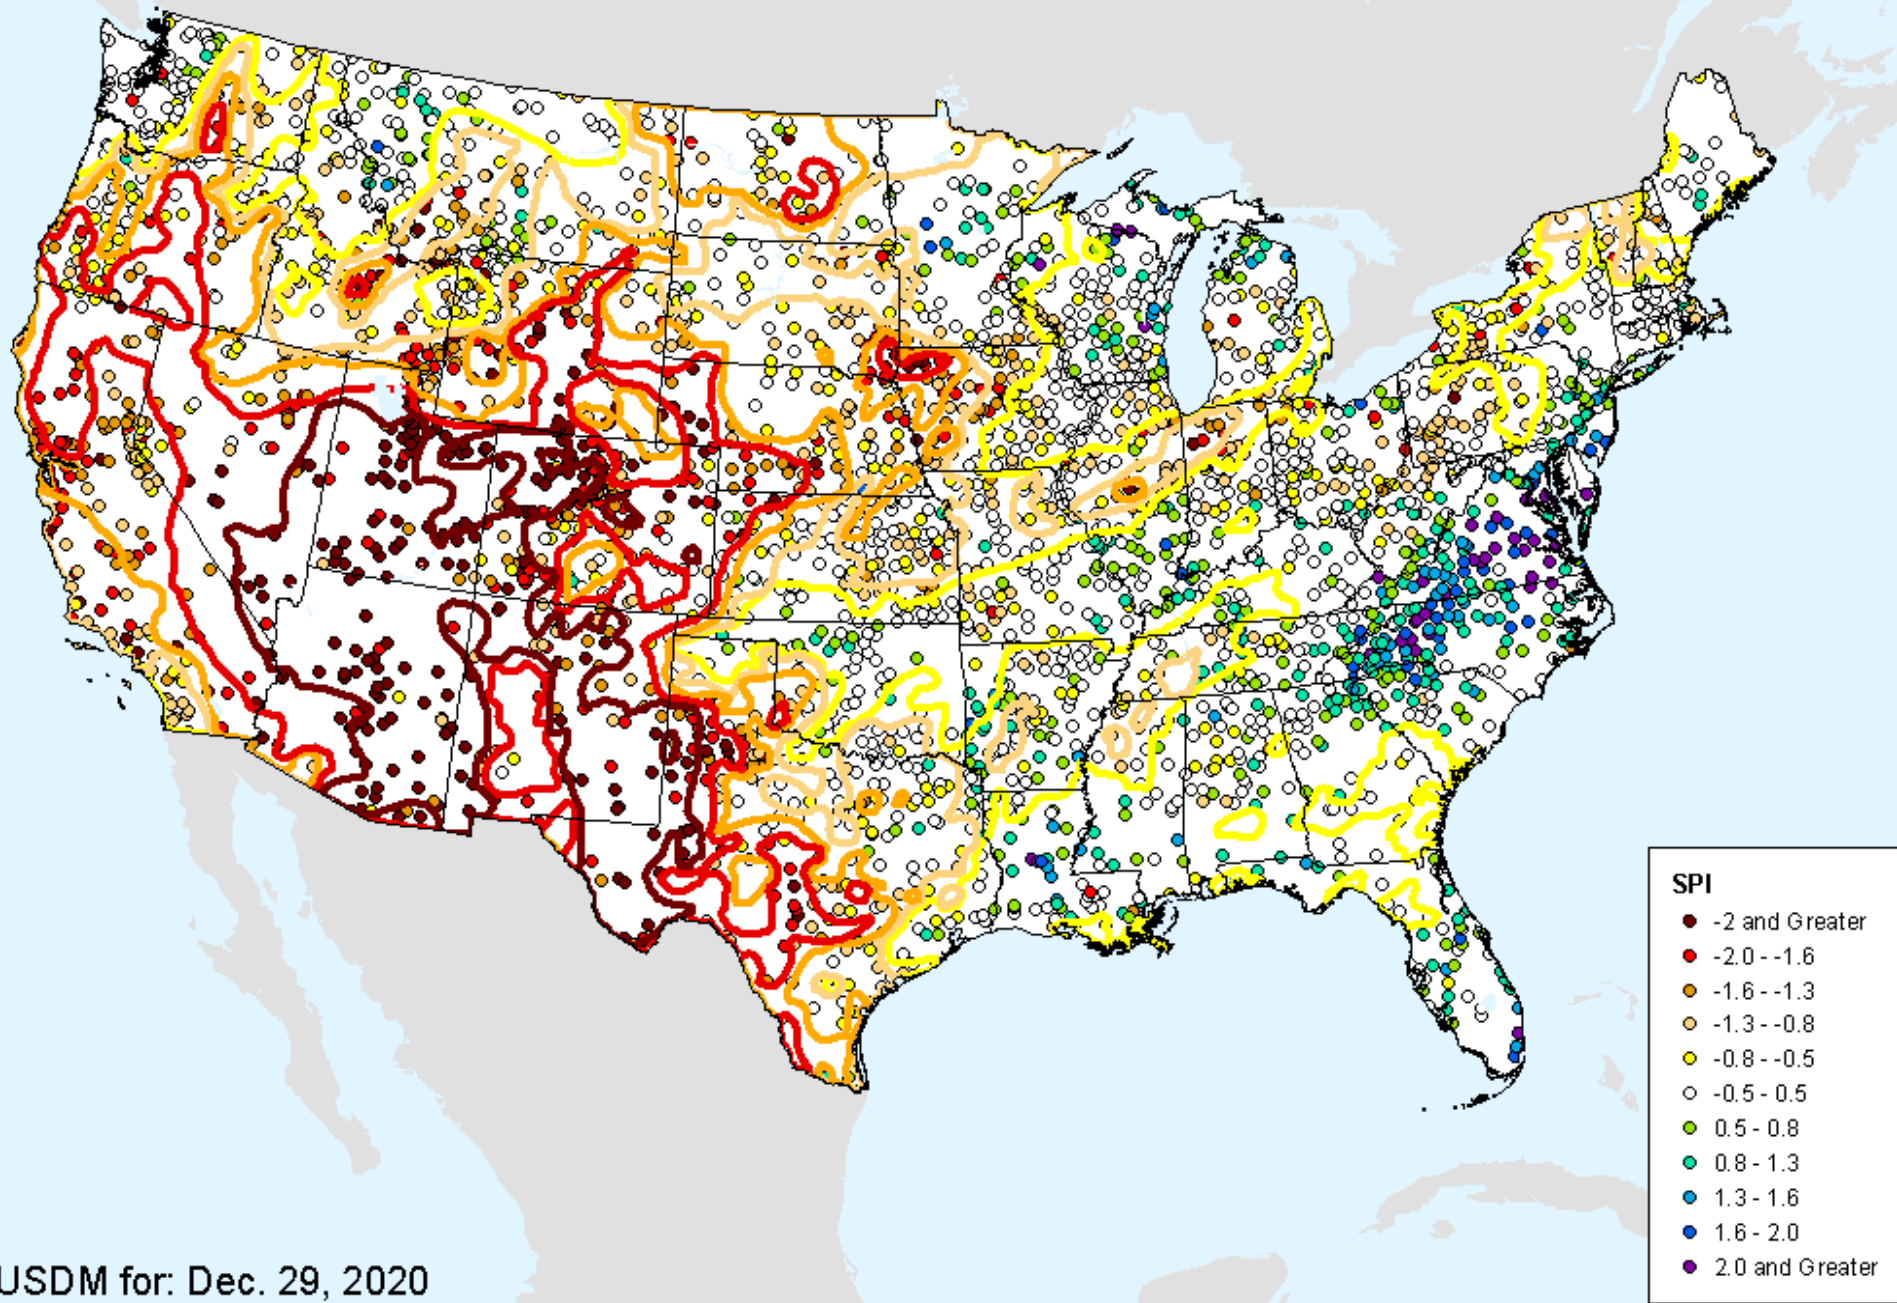 SPI
-2 and Greater
-2.0 - -1.6
-1.6 - -1.3
-1.3 - -0.8
-0.8 - -0.5
-0.5 - 0.5
0.5 - 0.8
0.8 - 1.3
1.3 - 1.6
1.6 - 2.0
2.0 and Greater
USDM for: Dec. 29, 2020